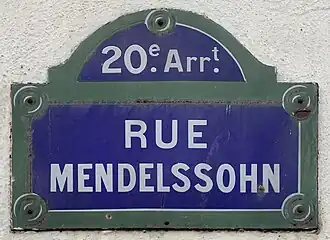 20e. Arrt.
RUE
MENDELSSOHN